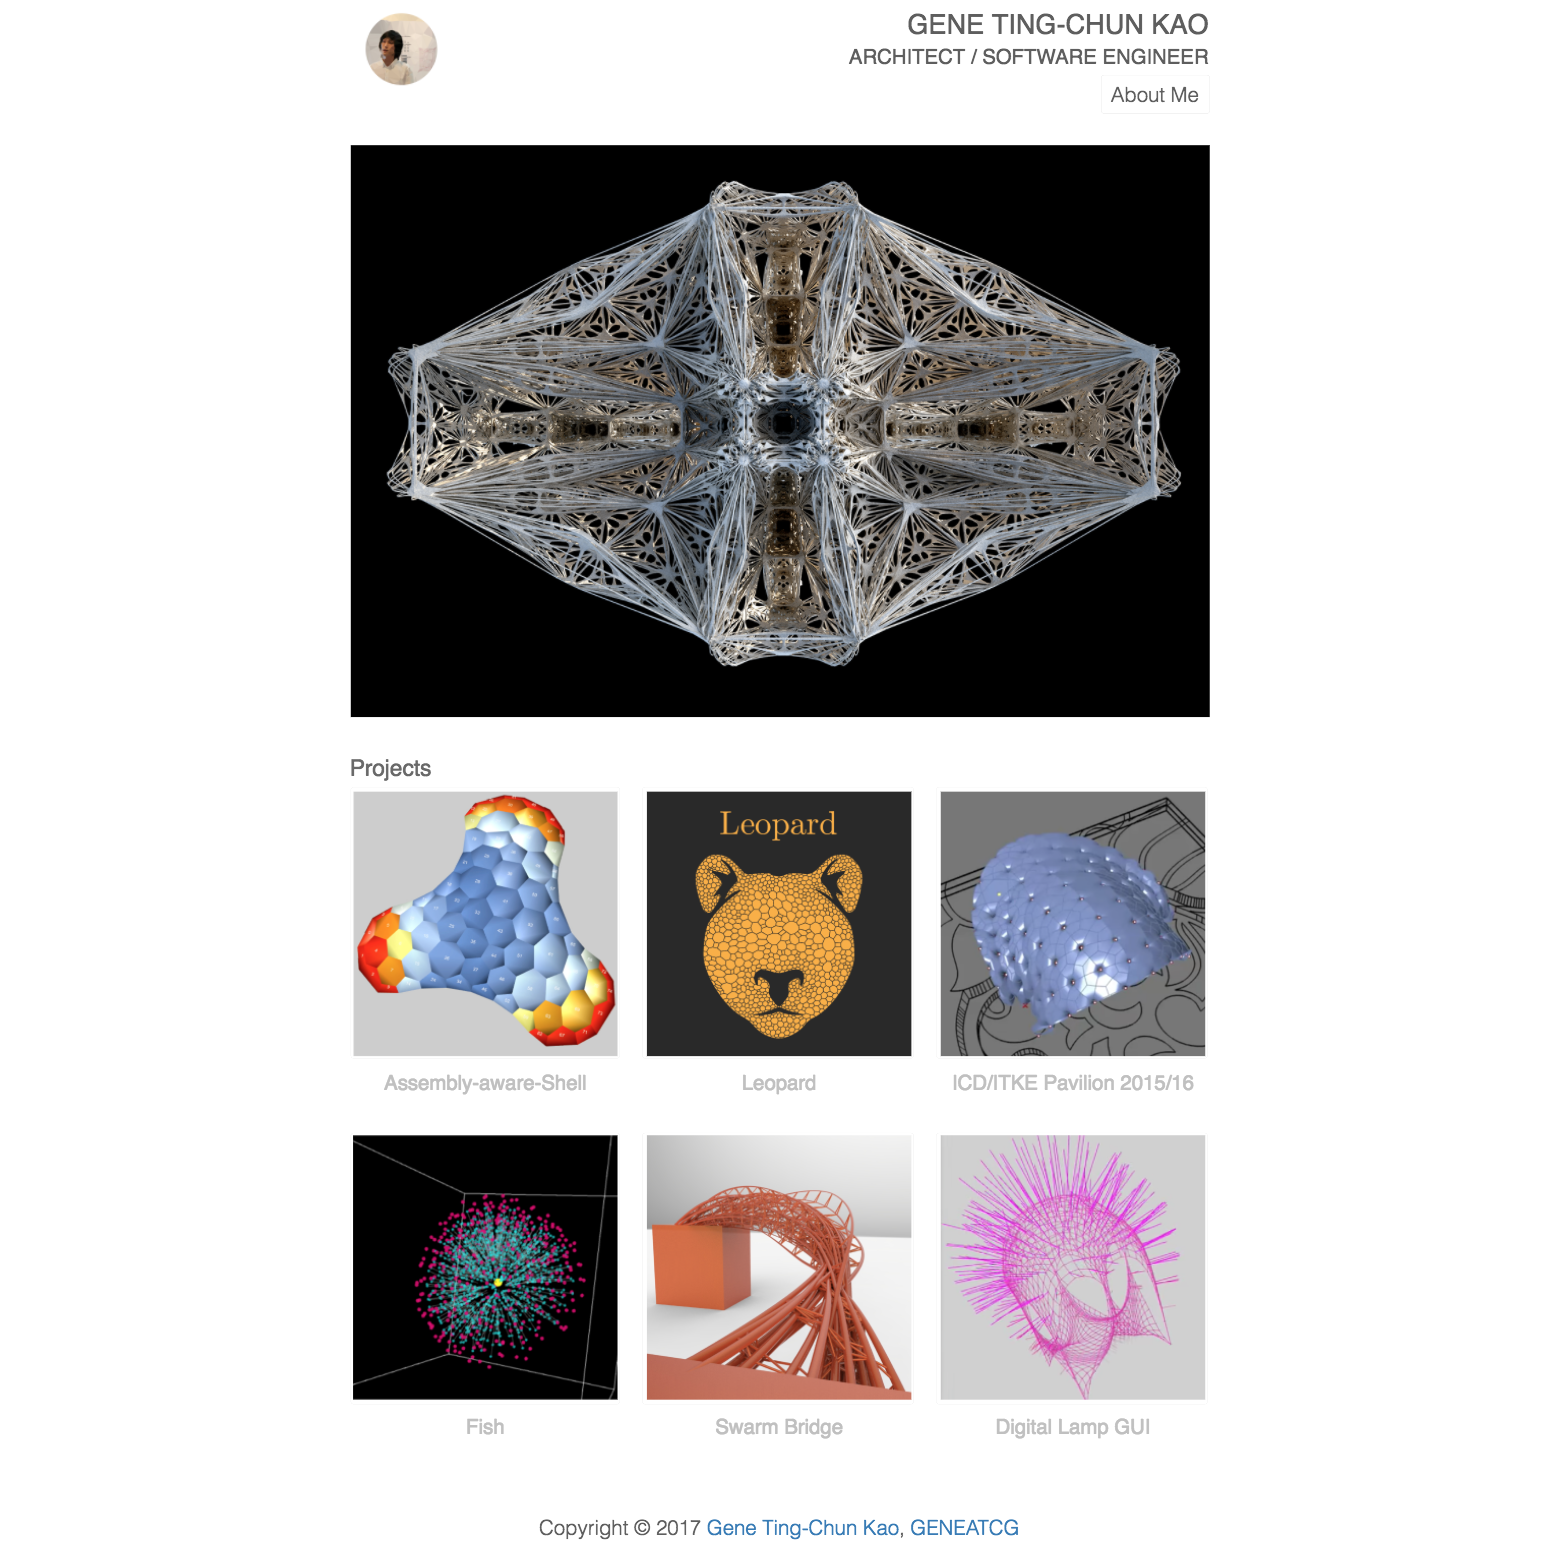 GENE TING-CHUN KAO
ARCHITECT / SOFTWARE ENGINEER
About Me
Projects
Leopard
Assembly-aware-Shell
Leopard
ICD/ITKE Pavilion 2015/16
Fish
Swarm Bridge
Digital Lamp GUI
Copyright © 2017 Gene Ting-Chun Kao, GENEATCG